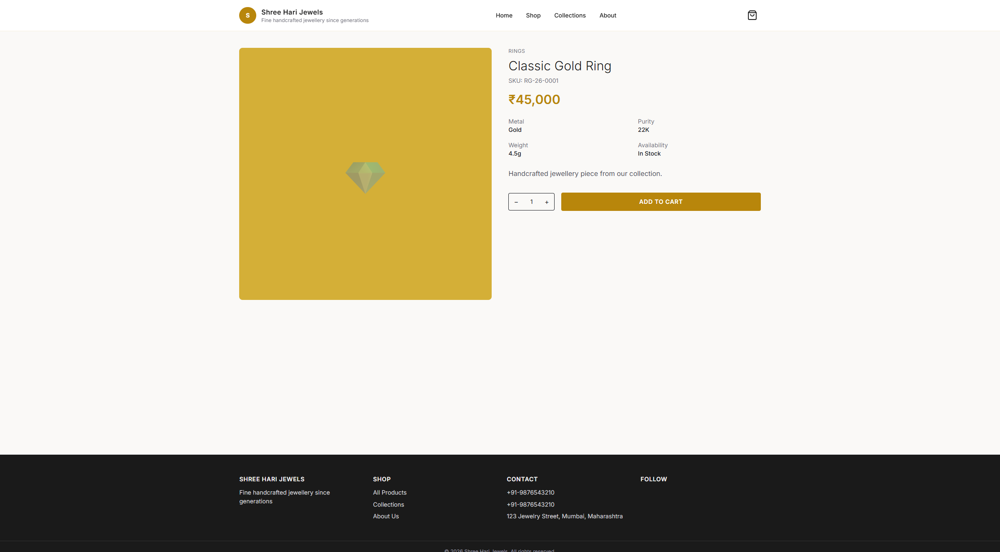 S
Shree Hari Jewels
Fine handcrafted jewellery since generations
Home
Shop
Collections
About
RINGS
Classic Gold Ring
SKU: RG-26-0001
₹45,000
Metal
Gold
Purity
22K
Weight
4.5g
Availability
In Stock
Handcrafted jewellery piece from our collection.
− 1 +
ADD TO CART
SHREE HARI JEWELS
Fine handcrafted jewellery since
generations
SHOP
All Products
Collections
About Us
CONTACT
+91-9876543210
+91-9876543210
123 Jewelry Street, Mumbai, Maharashtra
FOLLOW
© 2026 Shree Hari Jewels. All rights reserved.